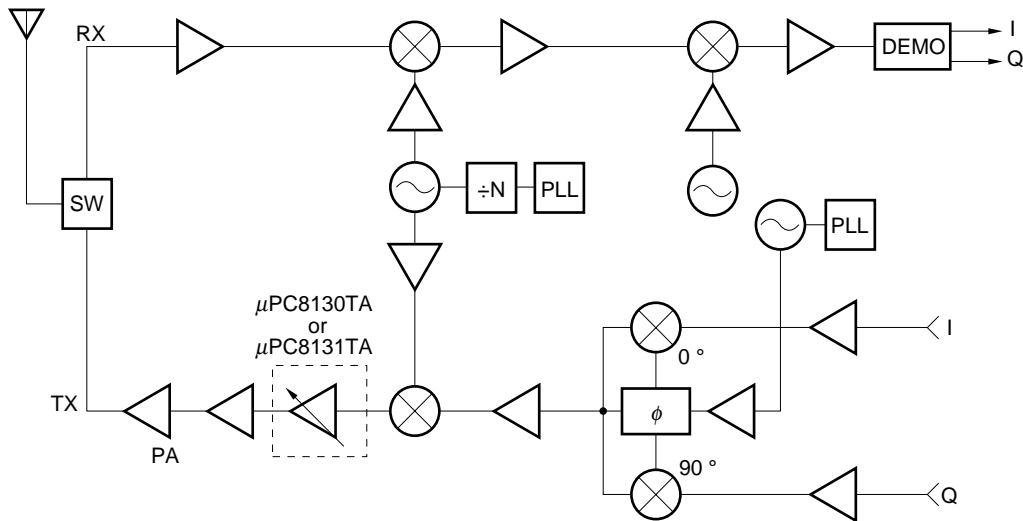 RX
DEMO
I
Q
SW
÷N
PLL
PLL
µPC8130TA
or
µPC8131TA
I
0 °
TX
φ
PA
90 °
Q